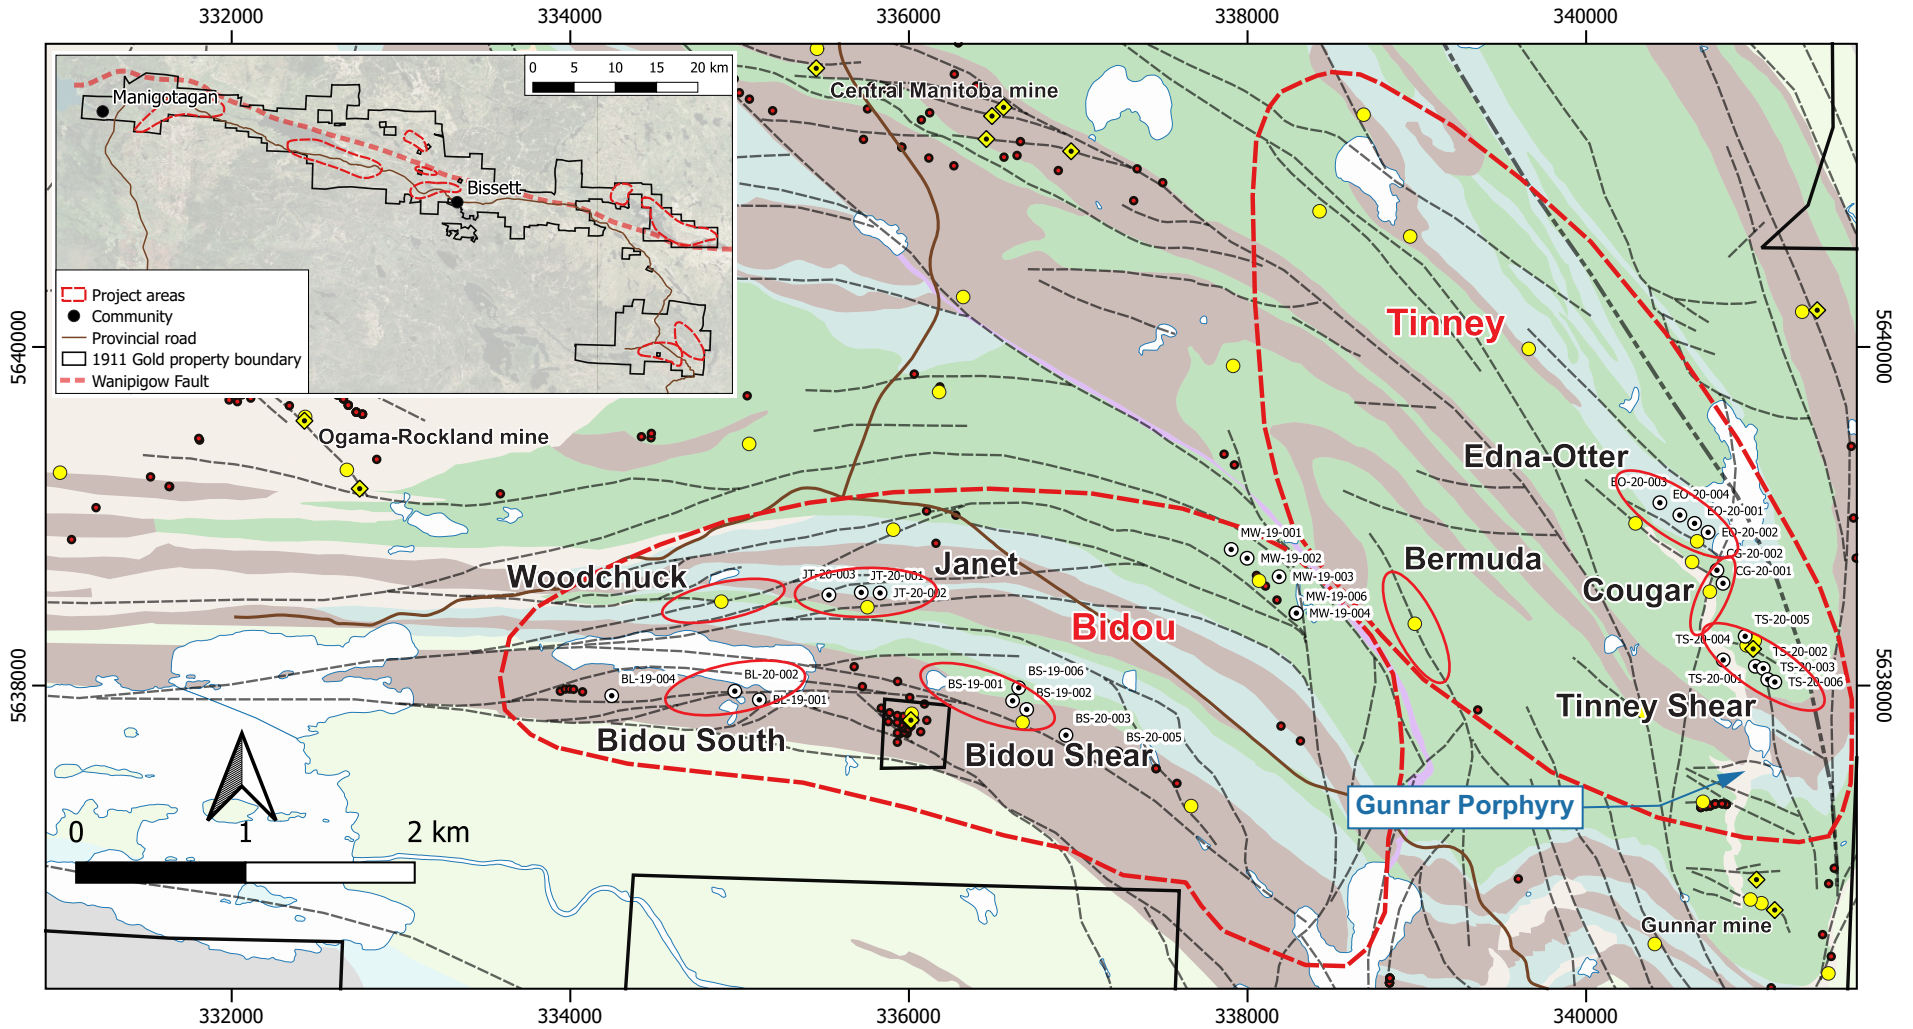 332000
334000
336000
338000
340000
0
5
10
15
20 km
Manigotagan
Bissett
Project areas
Community
Provincial road
1911 Gold property boundary
Wanipigow Fault
Central Manitoba mine
5640000
5640000
Tinney
Ogama-Rockland mine
Edna-Otter
EO-20-003
EO-20-004
EO-20-001
EO-20-002
MW-19-001
MW-19-002
MW-19-003
MW-19-006
MW-19-004
CG-20-002
CG-20-001
Bermuda
Cougar
Woodchuck
Janet
JT-20-003
JT-20-001
JT-20-002
Bidou
TS-20-005
TS-20-004
TS-20-002
TS-20-003
TS-20-001
TS-20-006
5638000
5638000
BL-19-004
BL-20-002
BL-19-001
BS-19-006
BS-19-001
BS-19-002
BS-20-003
BS-20-005
Tinney Shear
Bidou South
Bidou Shear
Gunnar Porphyry
0
1
2 km
Gunnar mine
332000
334000
336000
338000
340000